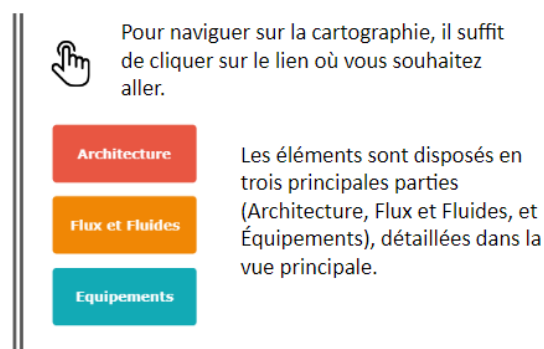 Pour naviguer sur la cartographie, il suffit
de cliquer sur le lien où vous souhaitez
aller.
Architecture
Flux et Fluides
Equipements
Les éléments sont disposés en
trois principales parties
(Architecture, Flux et Fluides, et
Équipements), détaillées dans la
vue principale.